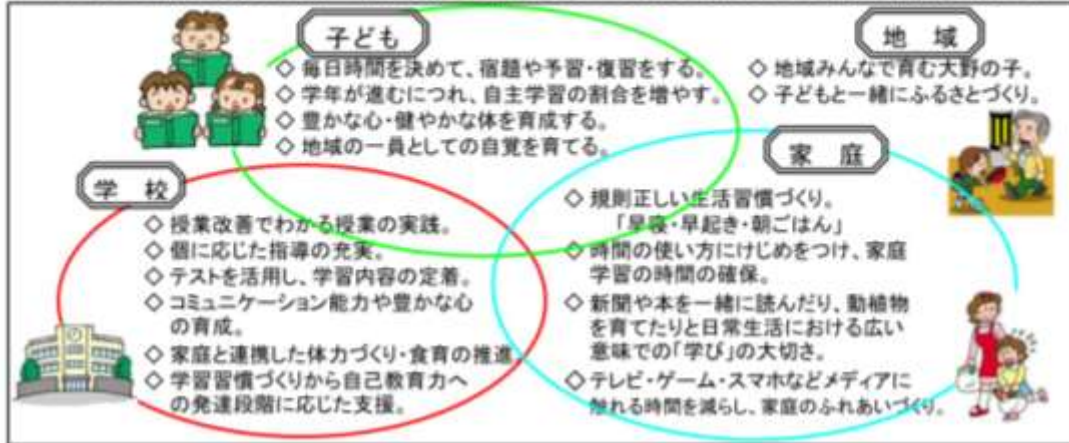 子ども
◇ 毎日時間を決めて、宿題や予習・復習をする。
◇ 学年が進むにつれ、自主学習の割合を増やす。
◇ 豊かな心・健やかな体を育成する。
◇ 地域の一員としての自覚を育てる。
地 域
◇ 地域みんなで育む大野の子。
◇ 子どもと一緒にふるさとづくり。
学 校
◇ 授業改善でわかる授業の実践。
◇ 個に応じた指導の充実。
◇ テストを活用し、学習内容の定着。
◇ コミュニケーション能力や豊かな心
の育成。
◇ 家庭と連携した体力づくり・食育の推進。
◇ 学習習慣づくりから自己教育力へ
の発達段階に応じた支援。
家 庭
◇ 規則正しい生活習慣づくり。
「早寝・早起き・朝ごはん」
◇ 時間の使い方にけじめをつけ、家庭
学習の時間の確保。
◇ 新聞や本を一緒に読んだり、動植物
を育てたりと日常生活における広い
意味での「学び」の大切さ。
◇ テレビ・ゲーム・スマホなどメディアに
触れる時間を減らし、家庭のふれあいづくり。